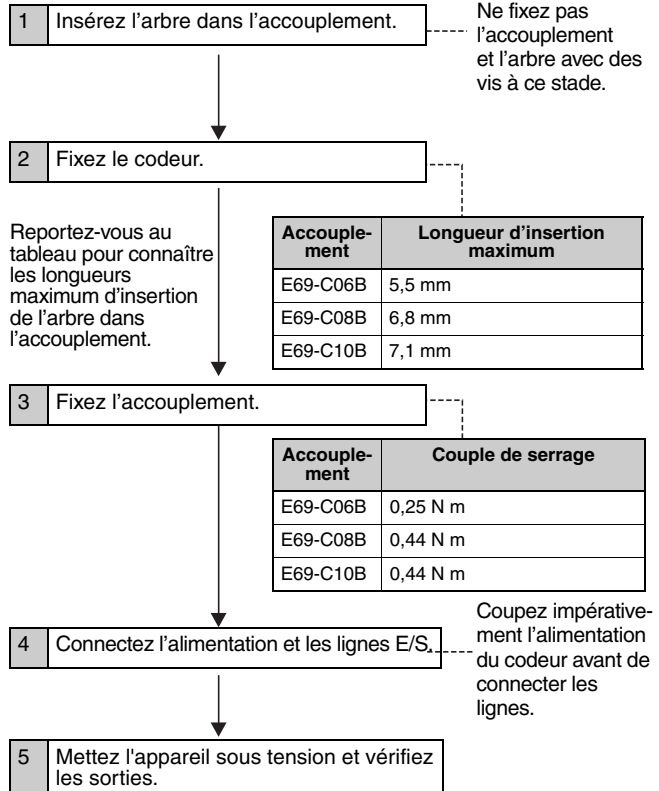 1 Insérez l'arbre dans l'accouplement.
Ne fixez pas
l'accouplement
et l'arbre avec des
vis à ce stade.
2 Fixez le codeur.
Reportez-vous au
tableau pour connaître
les longueurs
maximum d'insertion
de l'arbre dans
l'accouplement.
Accouple- Longueur d'insertion
ment maximum
E69-C06B 5,5 mm
E69-C08B 6,8 mm
E69-C10B 7,1 mm
3 Fixez l'accouplement.
Accouple- Couple de serrage
ment
E69-C06B 0,25 N m
E69-C08B 0,44 N m
E69-C10B 0,44 N m
4 Connectez l'alimentation et les lignes E/S.
Coupez impérative-
ment l'alimentation
du codeur avant de
connecter les
lignes.
5 Mettez l'appareil sous tension et vérifiez
les sorties.